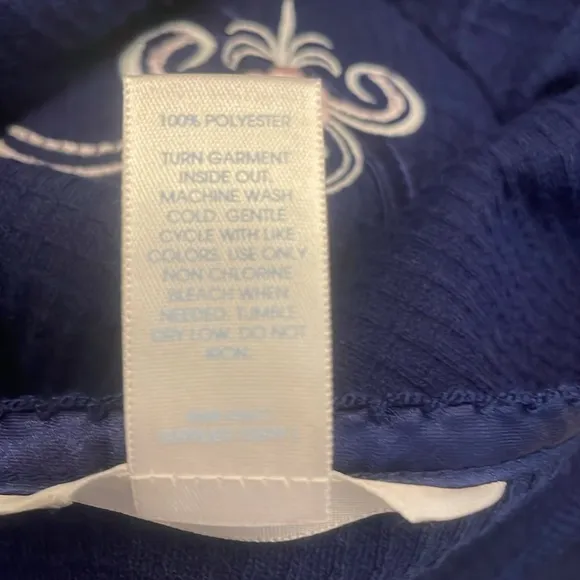 100% POLYESTER
TURN GARMENT
INSIDE OUT,
MACHINE WASH
COLD. GENTLE
CYCLE WITH LIKE
COLORS. USE ONLY
NON CHLORINE
BLEACH WHEN
NEEDED. TUMBLE
DRY LOW. DO NOT
IRON.